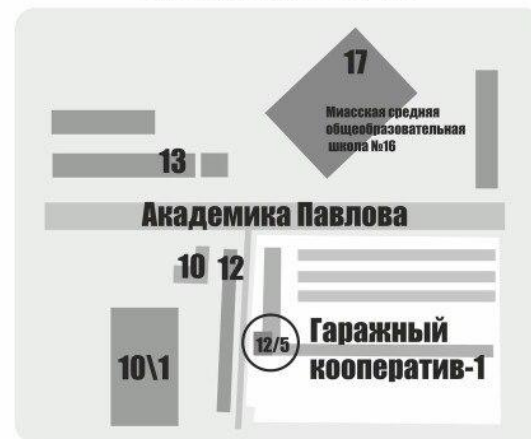 17
Миасская средняя
общеобразовательная
школа №16
13
Академика Павлова
10 12
12/5
Гаражный
кооператив-1
10\1